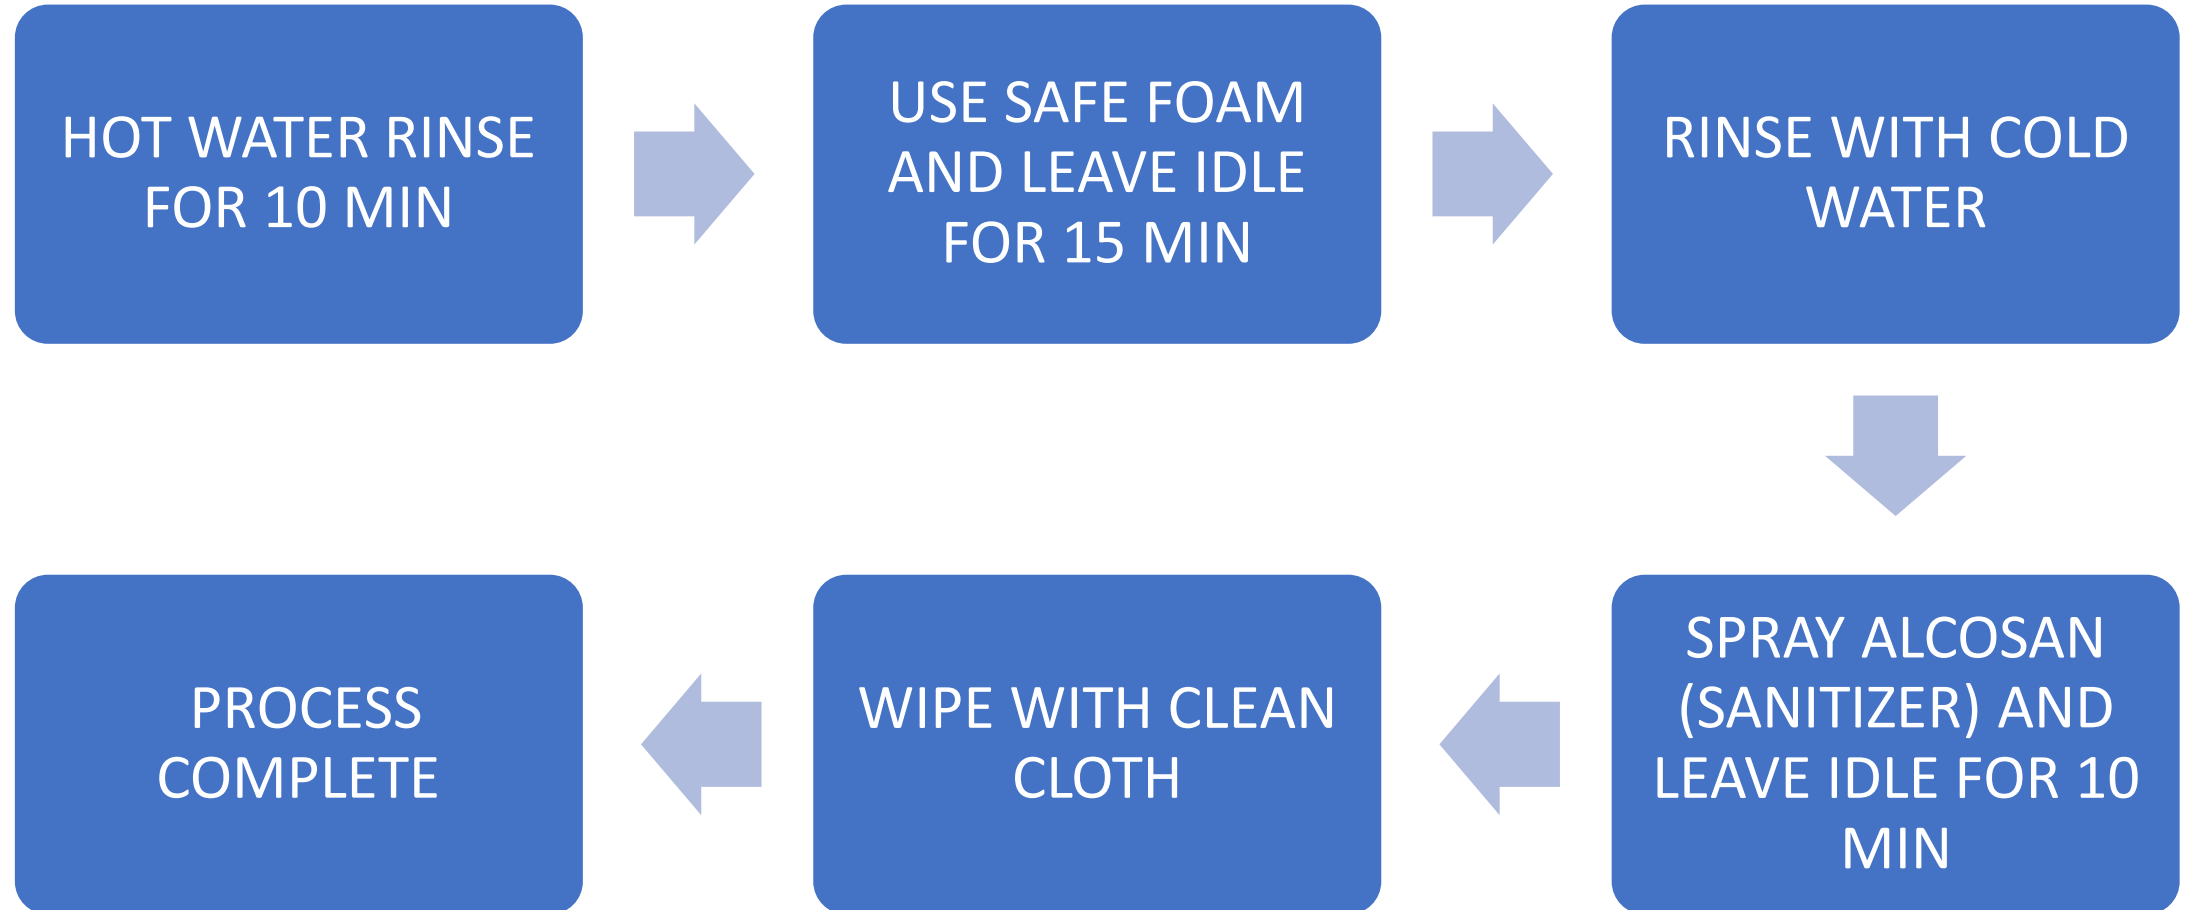 HOT WATER RINSE
FOR 10 MIN
USE SAFE FOAM
AND LEAVE IDLE
FOR 15 MIN
RINSE WITH COLD
WATER
SPRAY ALCOSAN
(SANITIZER) AND
LEAVE IDLE FOR 10
MIN
WIPE WITH CLEAN
CLOTH
PROCESS
COMPLETE